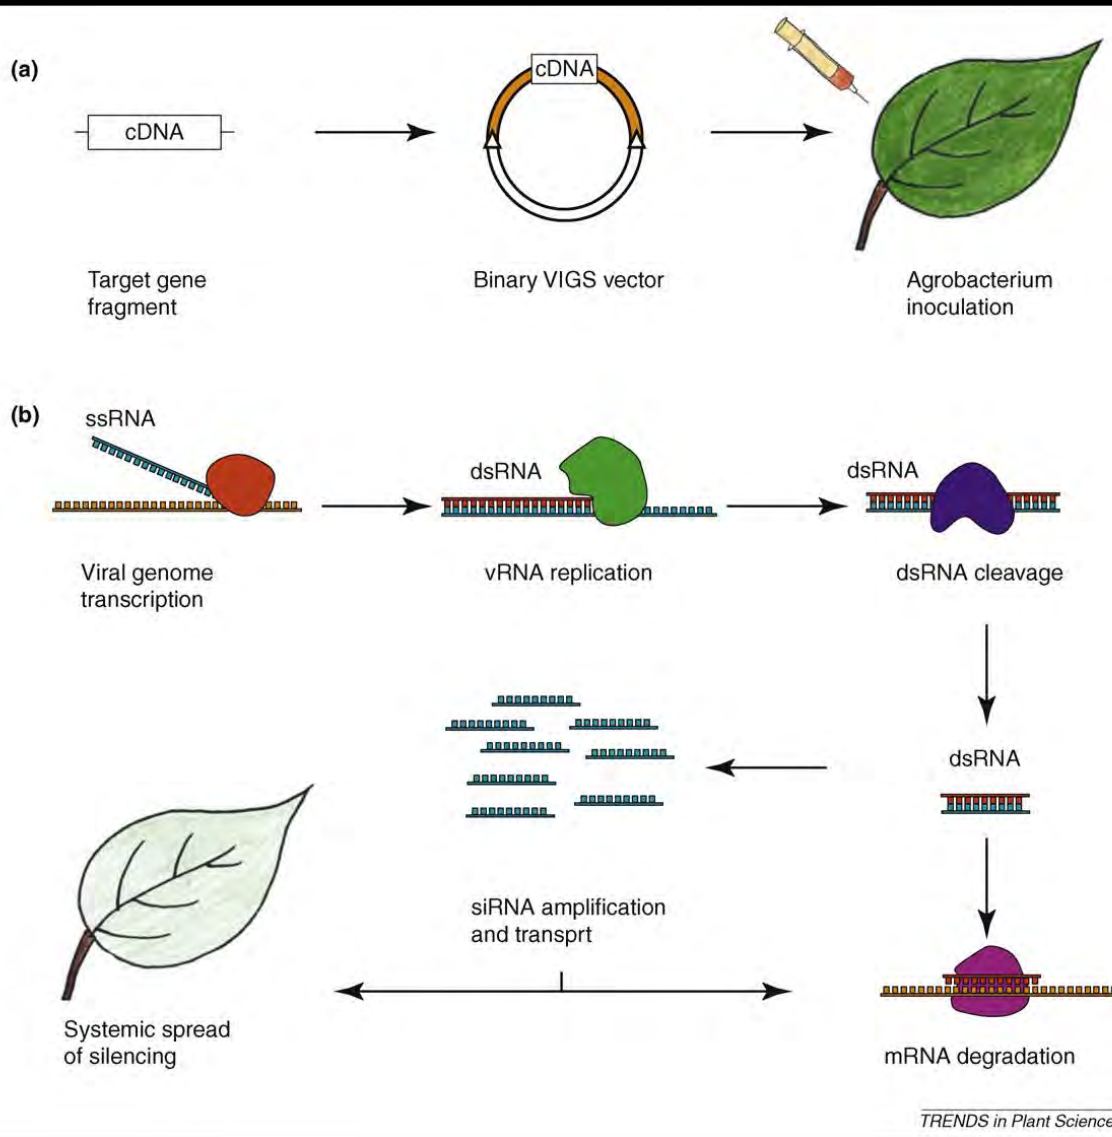 (a)
cDNA
cDNA
Target gene
fragment
Binary VIGS vector
Agrobacterium
inoculation
(b)
ssRNA
dsRNA
dsRNA
Viral genome
transcription
vRNA replication
dsRNA cleavage
dsRNA
siRNA amplification
and transprt
Systemic spread
of silencing
mRNA degradation
TRENDS in Plant Science